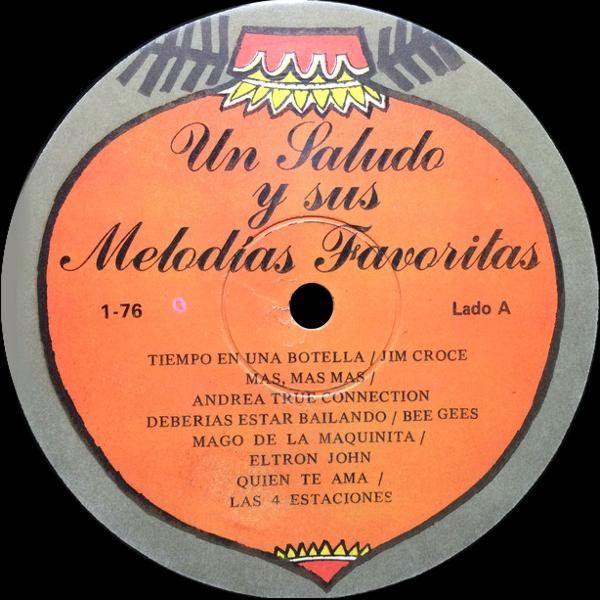 Un Saludo
y sus
Melodías Favoritas
1-76 0 Lado A
TIEMPO EN UNA BOTELLA / JIM CROCE
MAS, MAS MAS /
ANDREA TRUE CONNECTION
DEBERIAS ESTAR BAILANDO / BEE GEES
MAGO DE LA MAQUINITA /
ELTRON JOHN
QUIEN TE AMA /
LAS 4 ESTACIONES